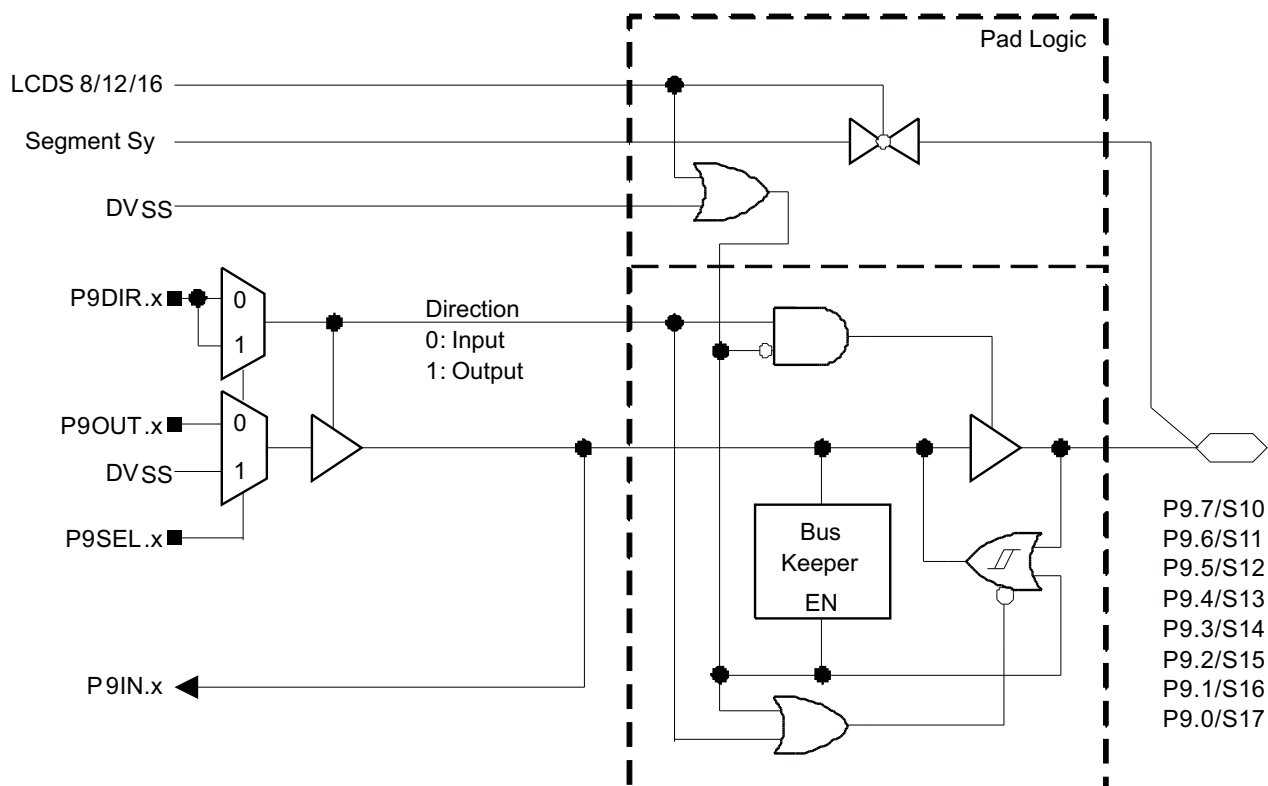 Pad Logic
LCDS 8/12/16
Segment Sy
DVSS
P9DIR.x
0
1
Direction
0: Input
1: Output
P9OUT.x
0
DVSS
1
P9SEL.x
Bus
Keeper
EN
P9IN.x
P9.7/S10
P9.6/S11
P9.5/S12
P9.4/S13
P9.3/S14
P9.2/S15
P9.1/S16
P9.0/S17